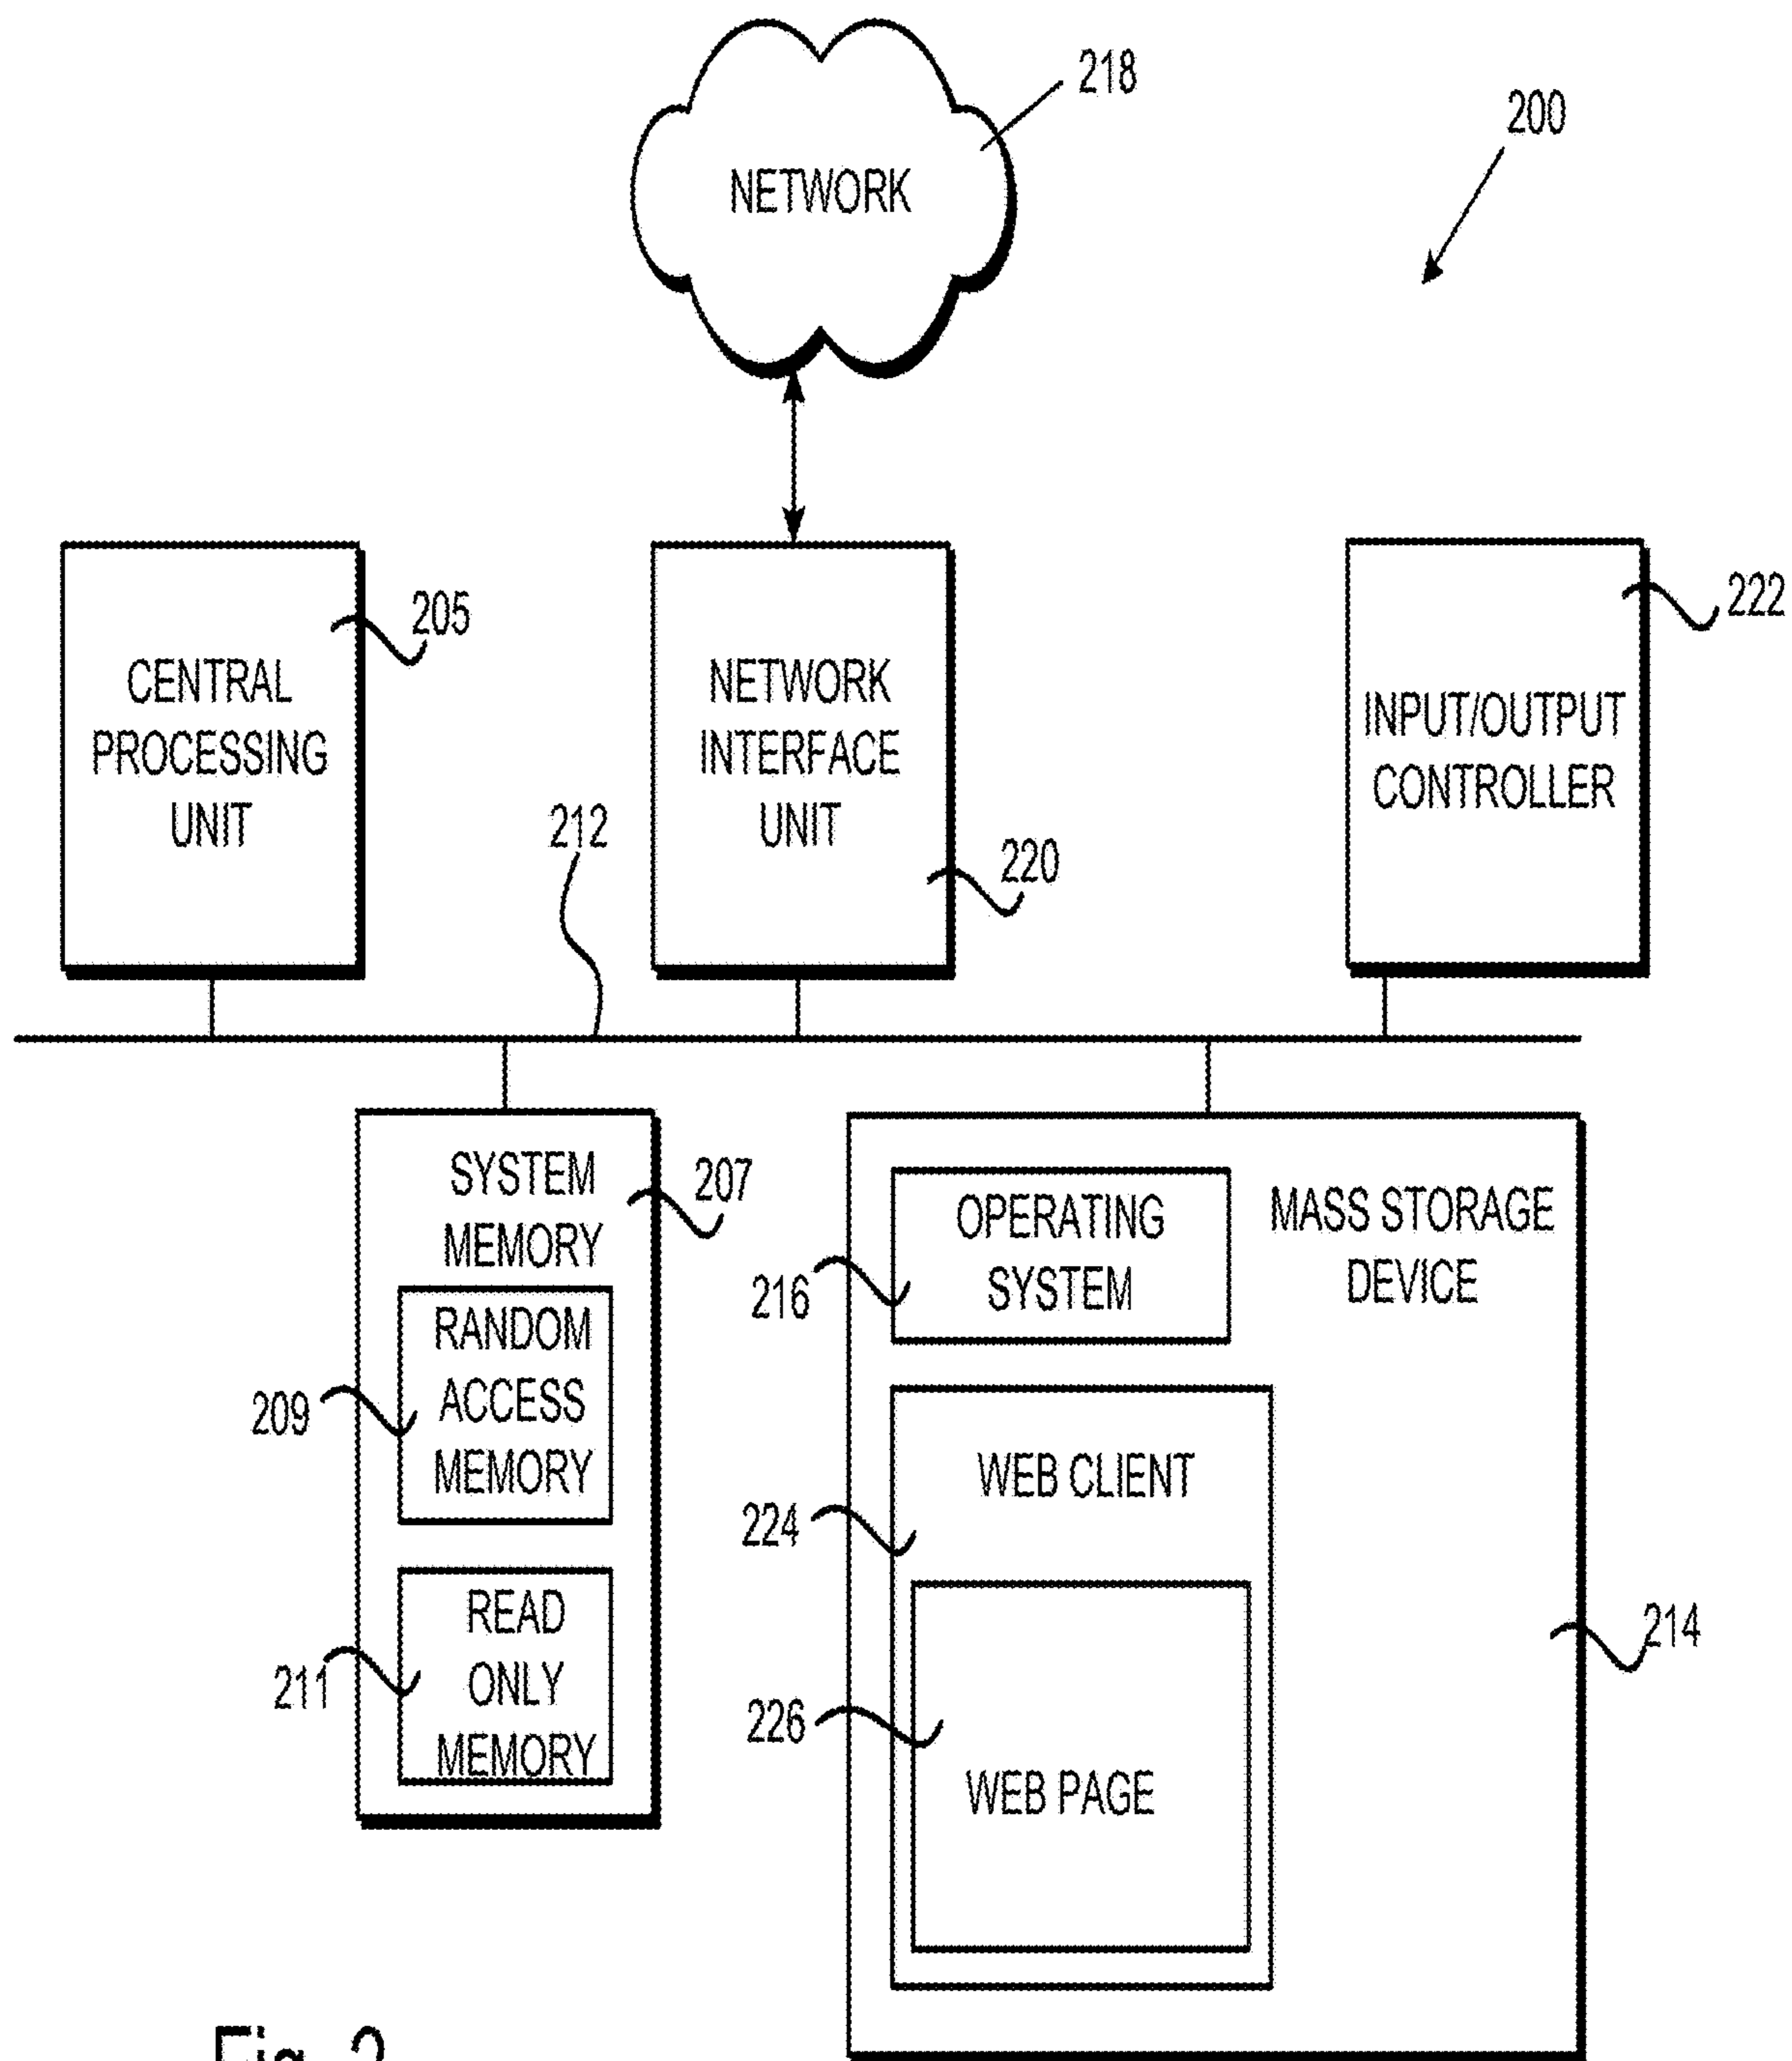 218
200
NETWORK
205
222
CENTRAL
PROCESSING
UNIT
NETWORK
INTERFACE
UNIT
INPUT/OUTPUT
CONTROLLER
212
220
SYSTEM
MEMORY
207
OPERATING
SYSTEM
MASS STORAGE
DEVICE
216
RANDOM
ACCESS
MEMORY
209
WEB CLIENT
224
READ
ONLY
MEMORY
211
214
226
WEB PAGE
Fig. 2